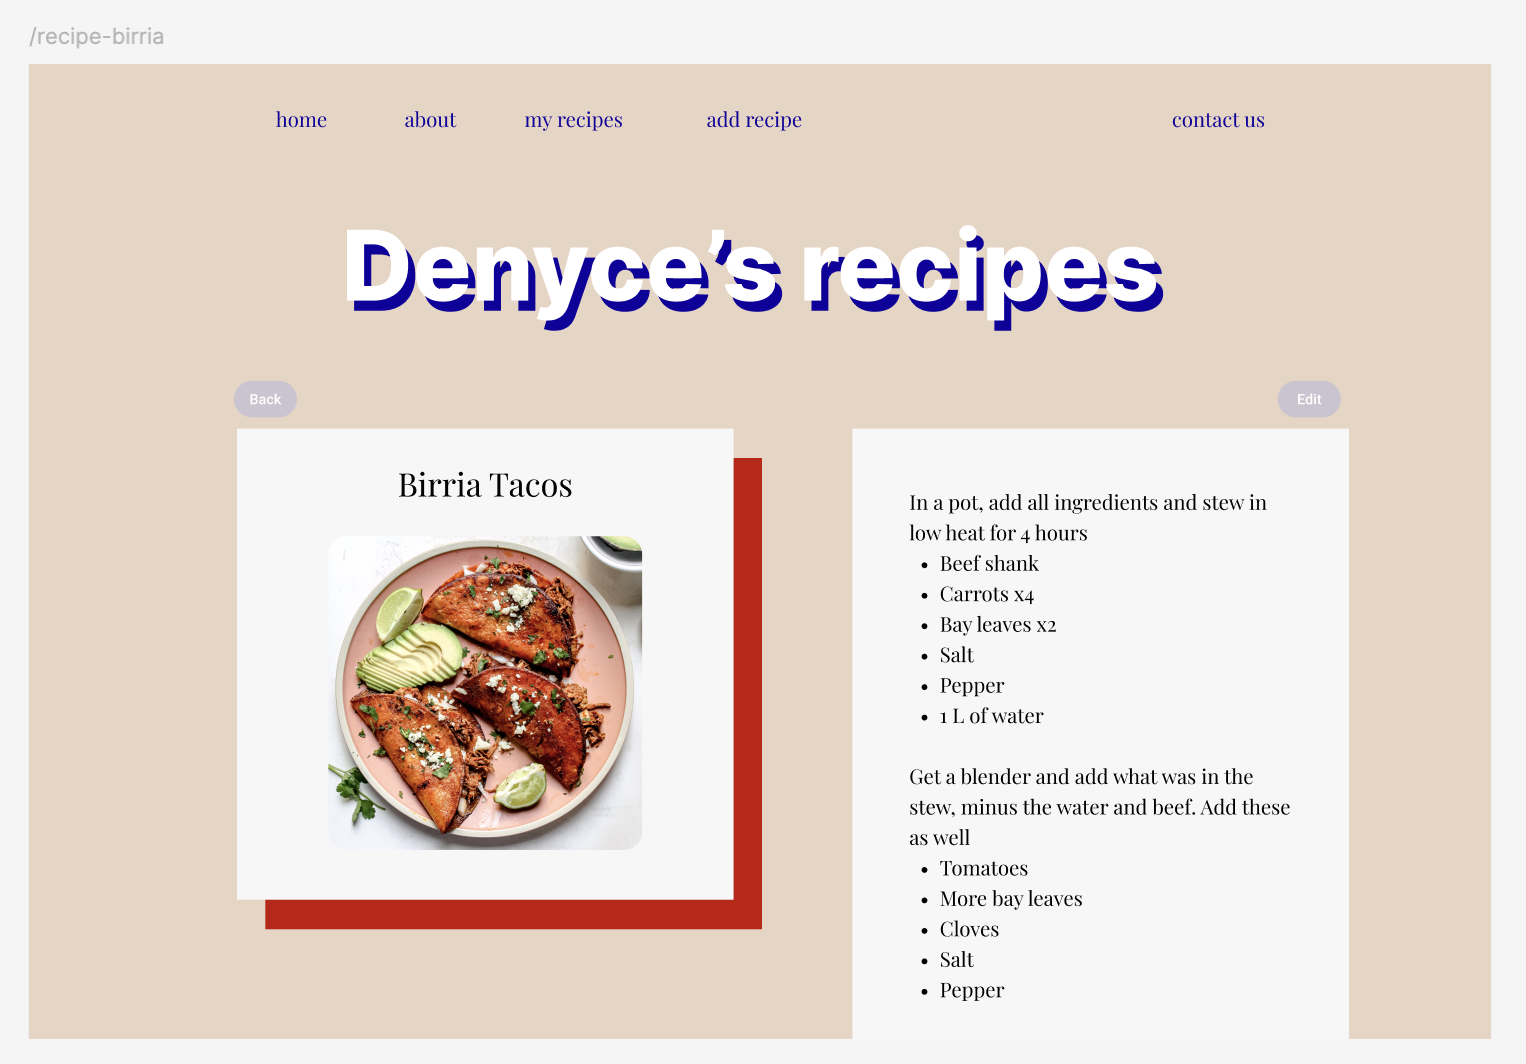 /recipe-birria
home about my recipes add recipe contact us
Denyce’s recipes
Back
Edit
Birria Tacos
In a pot, add all ingredients and stew in
low heat for 4 hours
• Beef shank
• Carrots x4
• Bay leaves x2
• Salt
• Pepper
• 1 L of water
Get a blender and add what was in the
stew, minus the water and beef. Add these
as well
• Tomatoes
• More bay leaves
• Cloves
• Salt
• Pepper